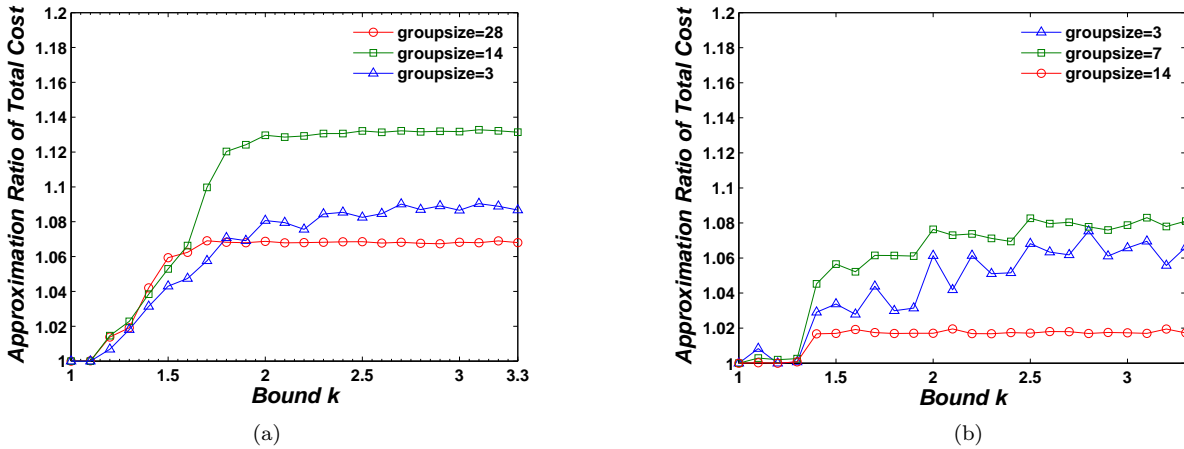 Approximation Ratio of Total Cost
1.2
1.18
1.16
1.14
1.12
1.1
1.08
1.06
1.04
1.02
1
groupsize=28
groupsize=14
groupsize=3
1 1.5 2 2.5 3 3.3
Bound k
(a)
Approximation Ratio of Total Cost
1.2
1.18
1.16
1.14
1.12
1.1
1.08
1.06
1.04
1.02
1
groupsize=3
groupsize=7
groupsize=14
1 1.5 2 2.5 3
Bound k
(b)